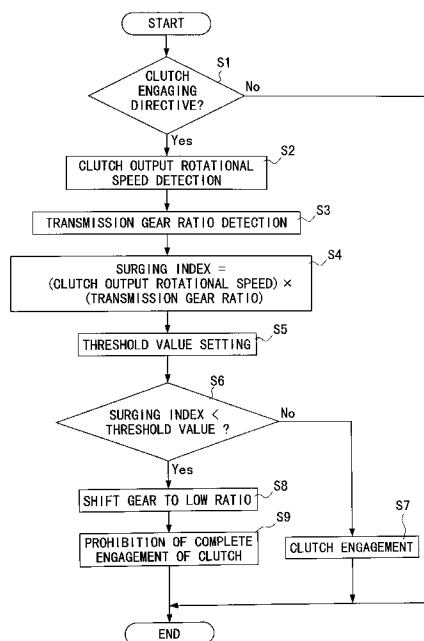 START
S1
CLUTCH
ENGAGING
DIRECTIVE?
No
Yes
S2
CLUTCH OUTPUT ROTATIONAL
SPEED DETECTION
S3
TRANSMISSION GEAR RATIO DETECTION
S4
SURGING INDEX =
(CLUTCH OUTPUT ROTATIONAL SPEED) ×
(TRANSMISSION GEAR RATIO)
S5
THRESHOLD VALUE SETTING
S6
SURGING INDEX <
THRESHOLD VALUE ?
No
Yes
S8
SHIFT GEAR TO LOW RATIO
S9
PROHIBITION OF COMPLETE
ENGAGEMENT OF CLUTCH
S7
CLUTCH ENGAGEMENT
END